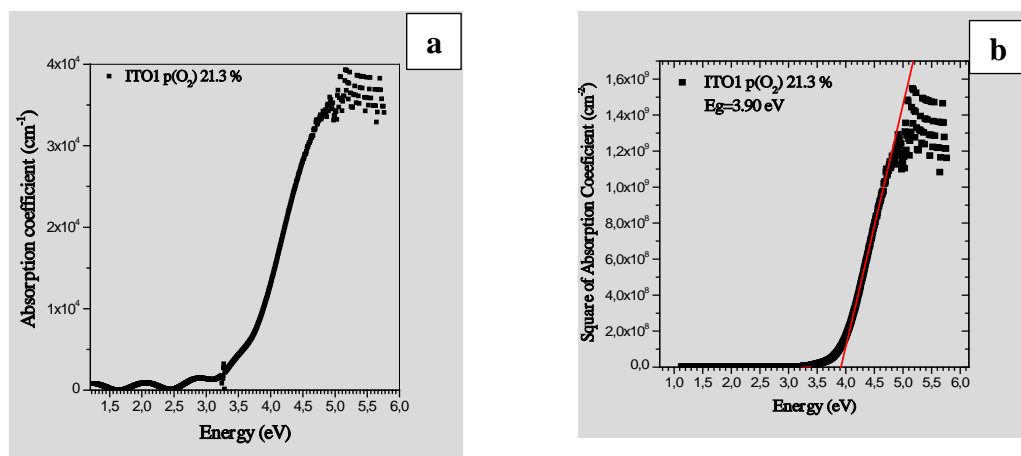 a
ITO1 p(O₂) 21.3 %
4x10⁴
3x10⁴
2x10⁴
1x10⁴
0
Absorption coefficient (cm⁻¹)
1,5 2,0 2,5 3,0 3,5 4,0 4,5 5,0 5,5 6,0
Energy (eV)
b
ITO1 p(O₂) 21.3 %
Eg=3.90 eV
1,6x10⁹
1,4x10⁹
1,2x10⁹
1,0x10⁹
8,0x10⁸
6,0x10⁸
4,0x10⁸
2,0x10⁸
0,0
Square of Absorption Coeeficient (cm⁻²)
1,0 1,5 2,0 2,5 3,0 3,5 4,0 4,5 5,0 5,5 6,0
Energy (eV)